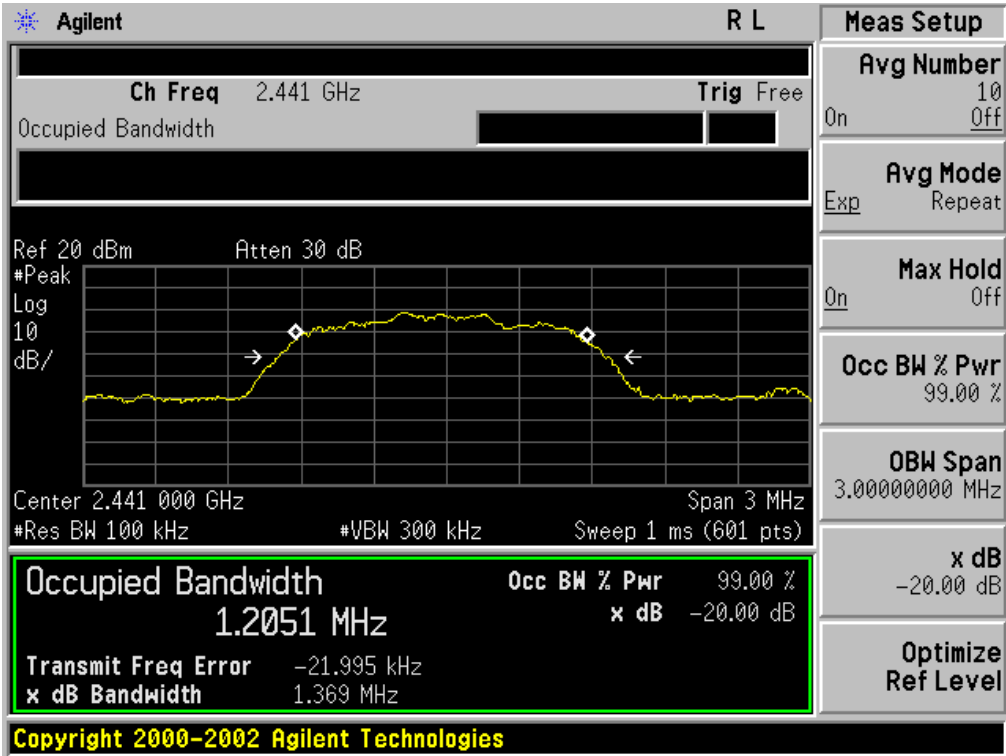 Agilent R L Meas Setup
Ch Freq 2.441 GHz Trig Free
Occupied Bandwidth
Ref 20 dBm Atten 30 dB
#Peak
Log
10
dB/
Center 2.441 000 GHz Span 3 MHz
#Res BW 100 kHz #VBW 300 kHz Sweep 1 ms (601 pts)
Occupied Bandwidth Occ BW % Pwr 99.00 %
1.2051 MHz x dB -20.00 dB
Transmit Freq Error -21.995 kHz
x dB Bandwidth 1.369 MHz
Avg Number
10
On Off
Avg Mode
Exp Repeat
Max Hold
On Off
Occ BW % Pwr
99.00 %
OBW Span
3.00000000 MHz
x dB
-20.00 dB
Optimize
Ref Level
Copyright 2000-2002 Agilent Technologies